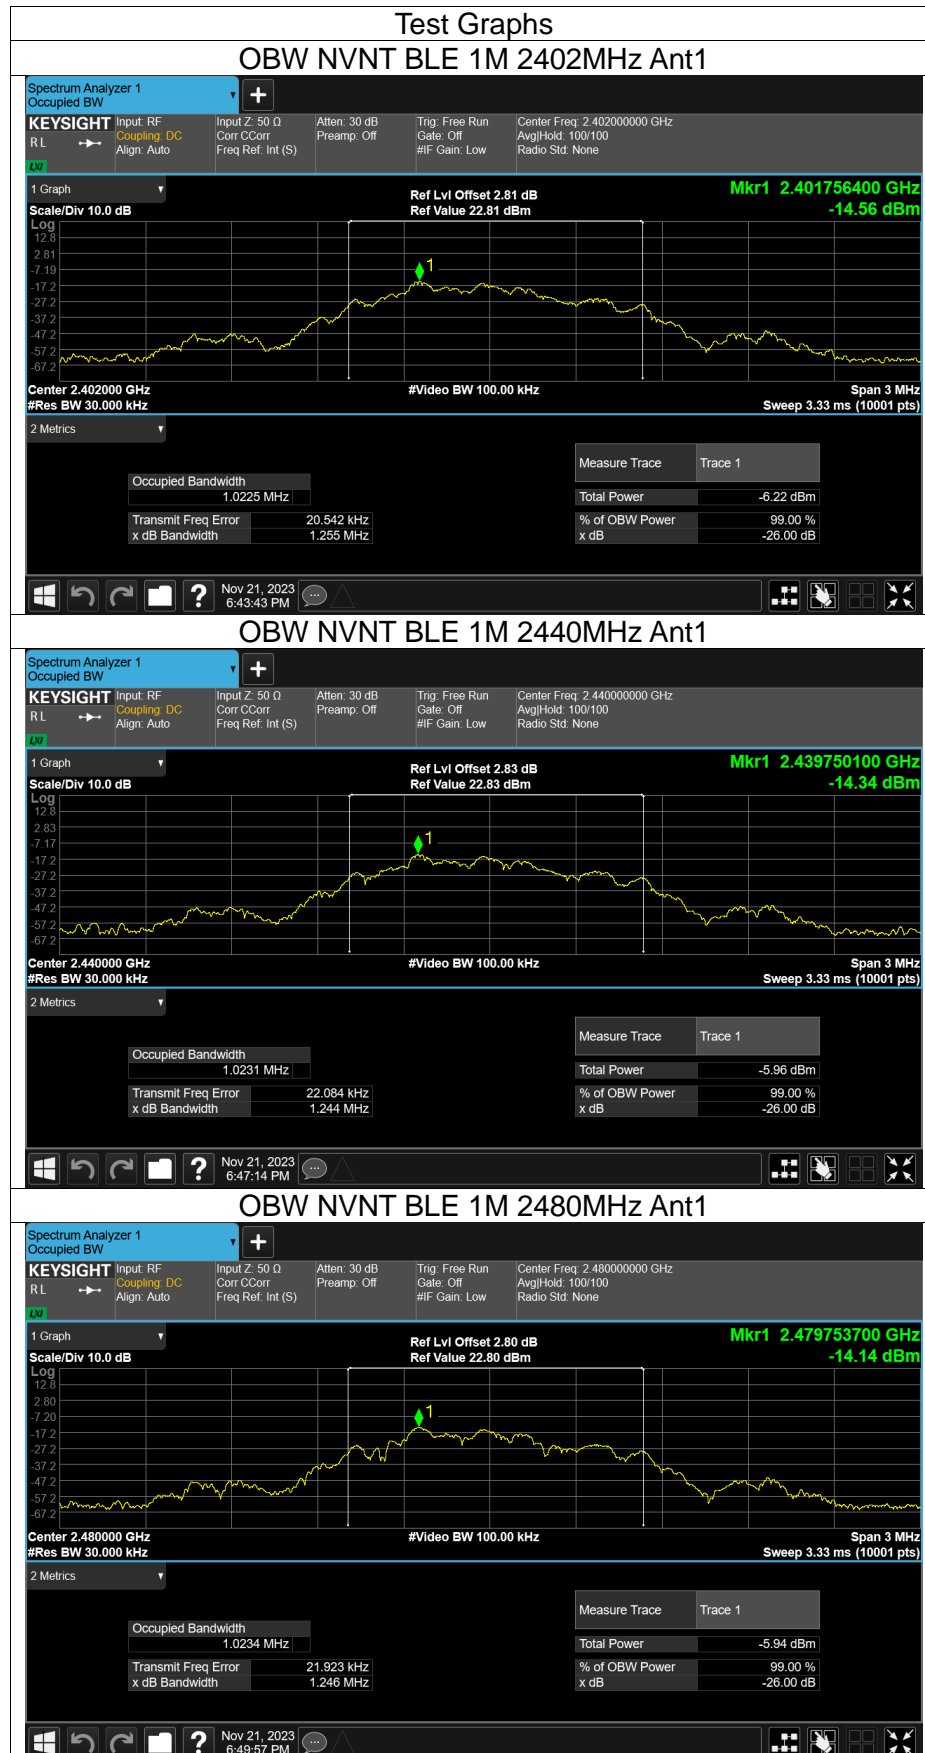 Test Graphs
OBW NVNT BLE 1M 2402MHz Ant1
Spectrum Analyzer 1
Occupied BW
KEYSIGHT
RL
LXI
Input: RF
Coupling: DC
Align: Auto
Input Z: 50 Ω
Corr CCorr
Freq Ref: Int (S)
Atten: 30 dB
Preamp: Off
Trig: Free Run
Gate: Off
#IF Gain: Low
Center Freq: 2.402000000 GHz
Avg|Hold: 100/100
Radio Std: None
1 Graph
Scale/Div 10.0 dB
Ref Lvl Offset 2.81 dB
Ref Value 22.81 dBm
Mkr1 2.401756400 GHz
-14.56 dBm
Log
12.8
2.81
-7.19
-17.2
-27.2
-37.2
-47.2
-57.2
-67.2
1
Center 2.402000 GHz
#Res BW 30.000 kHz
#Video BW 100.00 kHz
Span 3 MHz
Sweep 3.33 ms (10001 pts)
2 Metrics
Measure Trace Trace 1
Occupied Bandwidth
1.0225 MHz
Total Power -6.22 dBm
Transmit Freq Error 20.542 kHz
x dB Bandwidth 1.255 MHz
% of OBW Power 99.00 %
x dB -26.00 dB
?
Nov 21, 2023
6:43:43 PM
OBW NVNT BLE 1M 2440MHz Ant1
Spectrum Analyzer 1
Occupied BW
KEYSIGHT
RL
LXI
Input: RF
Coupling: DC
Align: Auto
Input Z: 50 Ω
Corr CCorr
Freq Ref: Int (S)
Atten: 30 dB
Preamp: Off
Trig: Free Run
Gate: Off
#IF Gain: Low
Center Freq: 2.440000000 GHz
Avg|Hold: 100/100
Radio Std: None
1 Graph
Scale/Div 10.0 dB
Ref Lvl Offset 2.83 dB
Ref Value 22.83 dBm
Mkr1 2.439750100 GHz
-14.34 dBm
Log
12.8
2.83
-7.17
-17.2
-27.2
-37.2
-47.2
-57.2
-67.2
1
Center 2.440000 GHz
#Res BW 30.000 kHz
#Video BW 100.00 kHz
Span 3 MHz
Sweep 3.33 ms (10001 pts)
2 Metrics
Measure Trace Trace 1
Occupied Bandwidth
1.0231 MHz
Total Power -5.96 dBm
Transmit Freq Error 22.084 kHz
x dB Bandwidth 1.244 MHz
% of OBW Power 99.00 %
x dB -26.00 dB
?
Nov 21, 2023
6:47:14 PM
OBW NVNT BLE 1M 2480MHz Ant1
Spectrum Analyzer 1
Occupied BW
KEYSIGHT
RL
LXI
Input: RF
Coupling: DC
Align: Auto
Input Z: 50 Ω
Corr CCorr
Freq Ref: Int (S)
Atten: 30 dB
Preamp: Off
Trig: Free Run
Gate: Off
#IF Gain: Low
Center Freq: 2.480000000 GHz
Avg|Hold: 100/100
Radio Std: None
1 Graph
Scale/Div 10.0 dB
Ref Lvl Offset 2.80 dB
Ref Value 22.80 dBm
Mkr1 2.479753700 GHz
-14.14 dBm
Log
12.8
2.80
-7.20
-17.2
-27.2
-37.2
-47.2
-57.2
-67.2
1
Center 2.480000 GHz
#Res BW 30.000 kHz
#Video BW 100.00 kHz
Span 3 MHz
Sweep 3.33 ms (10001 pts)
2 Metrics
Measure Trace Trace 1
Occupied Bandwidth
1.0234 MHz
Total Power -5.94 dBm
Transmit Freq Error 21.923 kHz
x dB Bandwidth 1.246 MHz
% of OBW Power 99.00 %
x dB -26.00 dB
?
Nov 21, 2023
6:49:57 PM